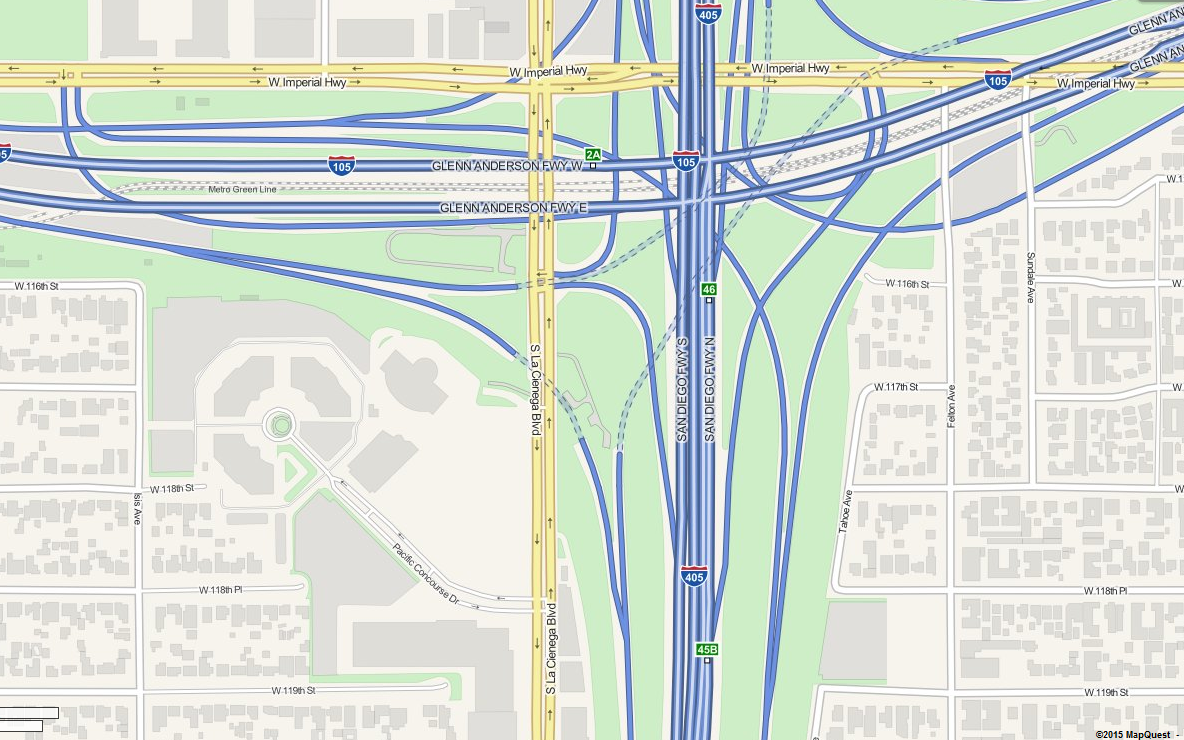 405
GLENN AN
GLENN AN
W Imperial Hwy
W Imperial Hwy
W Imperial Hwy
105
W Imperial Hwy
2A
05
105
GLENN ANDERSON FWY W
105
Metro Green Line
GLENN ANDERSON FWY E
W 1
W 116th St
46
W 116th St
Sundale Ave
W.
S La Cienega Blvd
SAN DIEGO FWY S
SAN DIEGO FWY N
W 117th St
Felton Ave
W.
W 118th St
Isis Ave
Tahoe Ave
W
Pacific Concourse Dr
405
W 118th Pl
W 118th Pl
S La Cienega Blvd
45B
W 119th St
W 119th St
©2015 MapQuest -